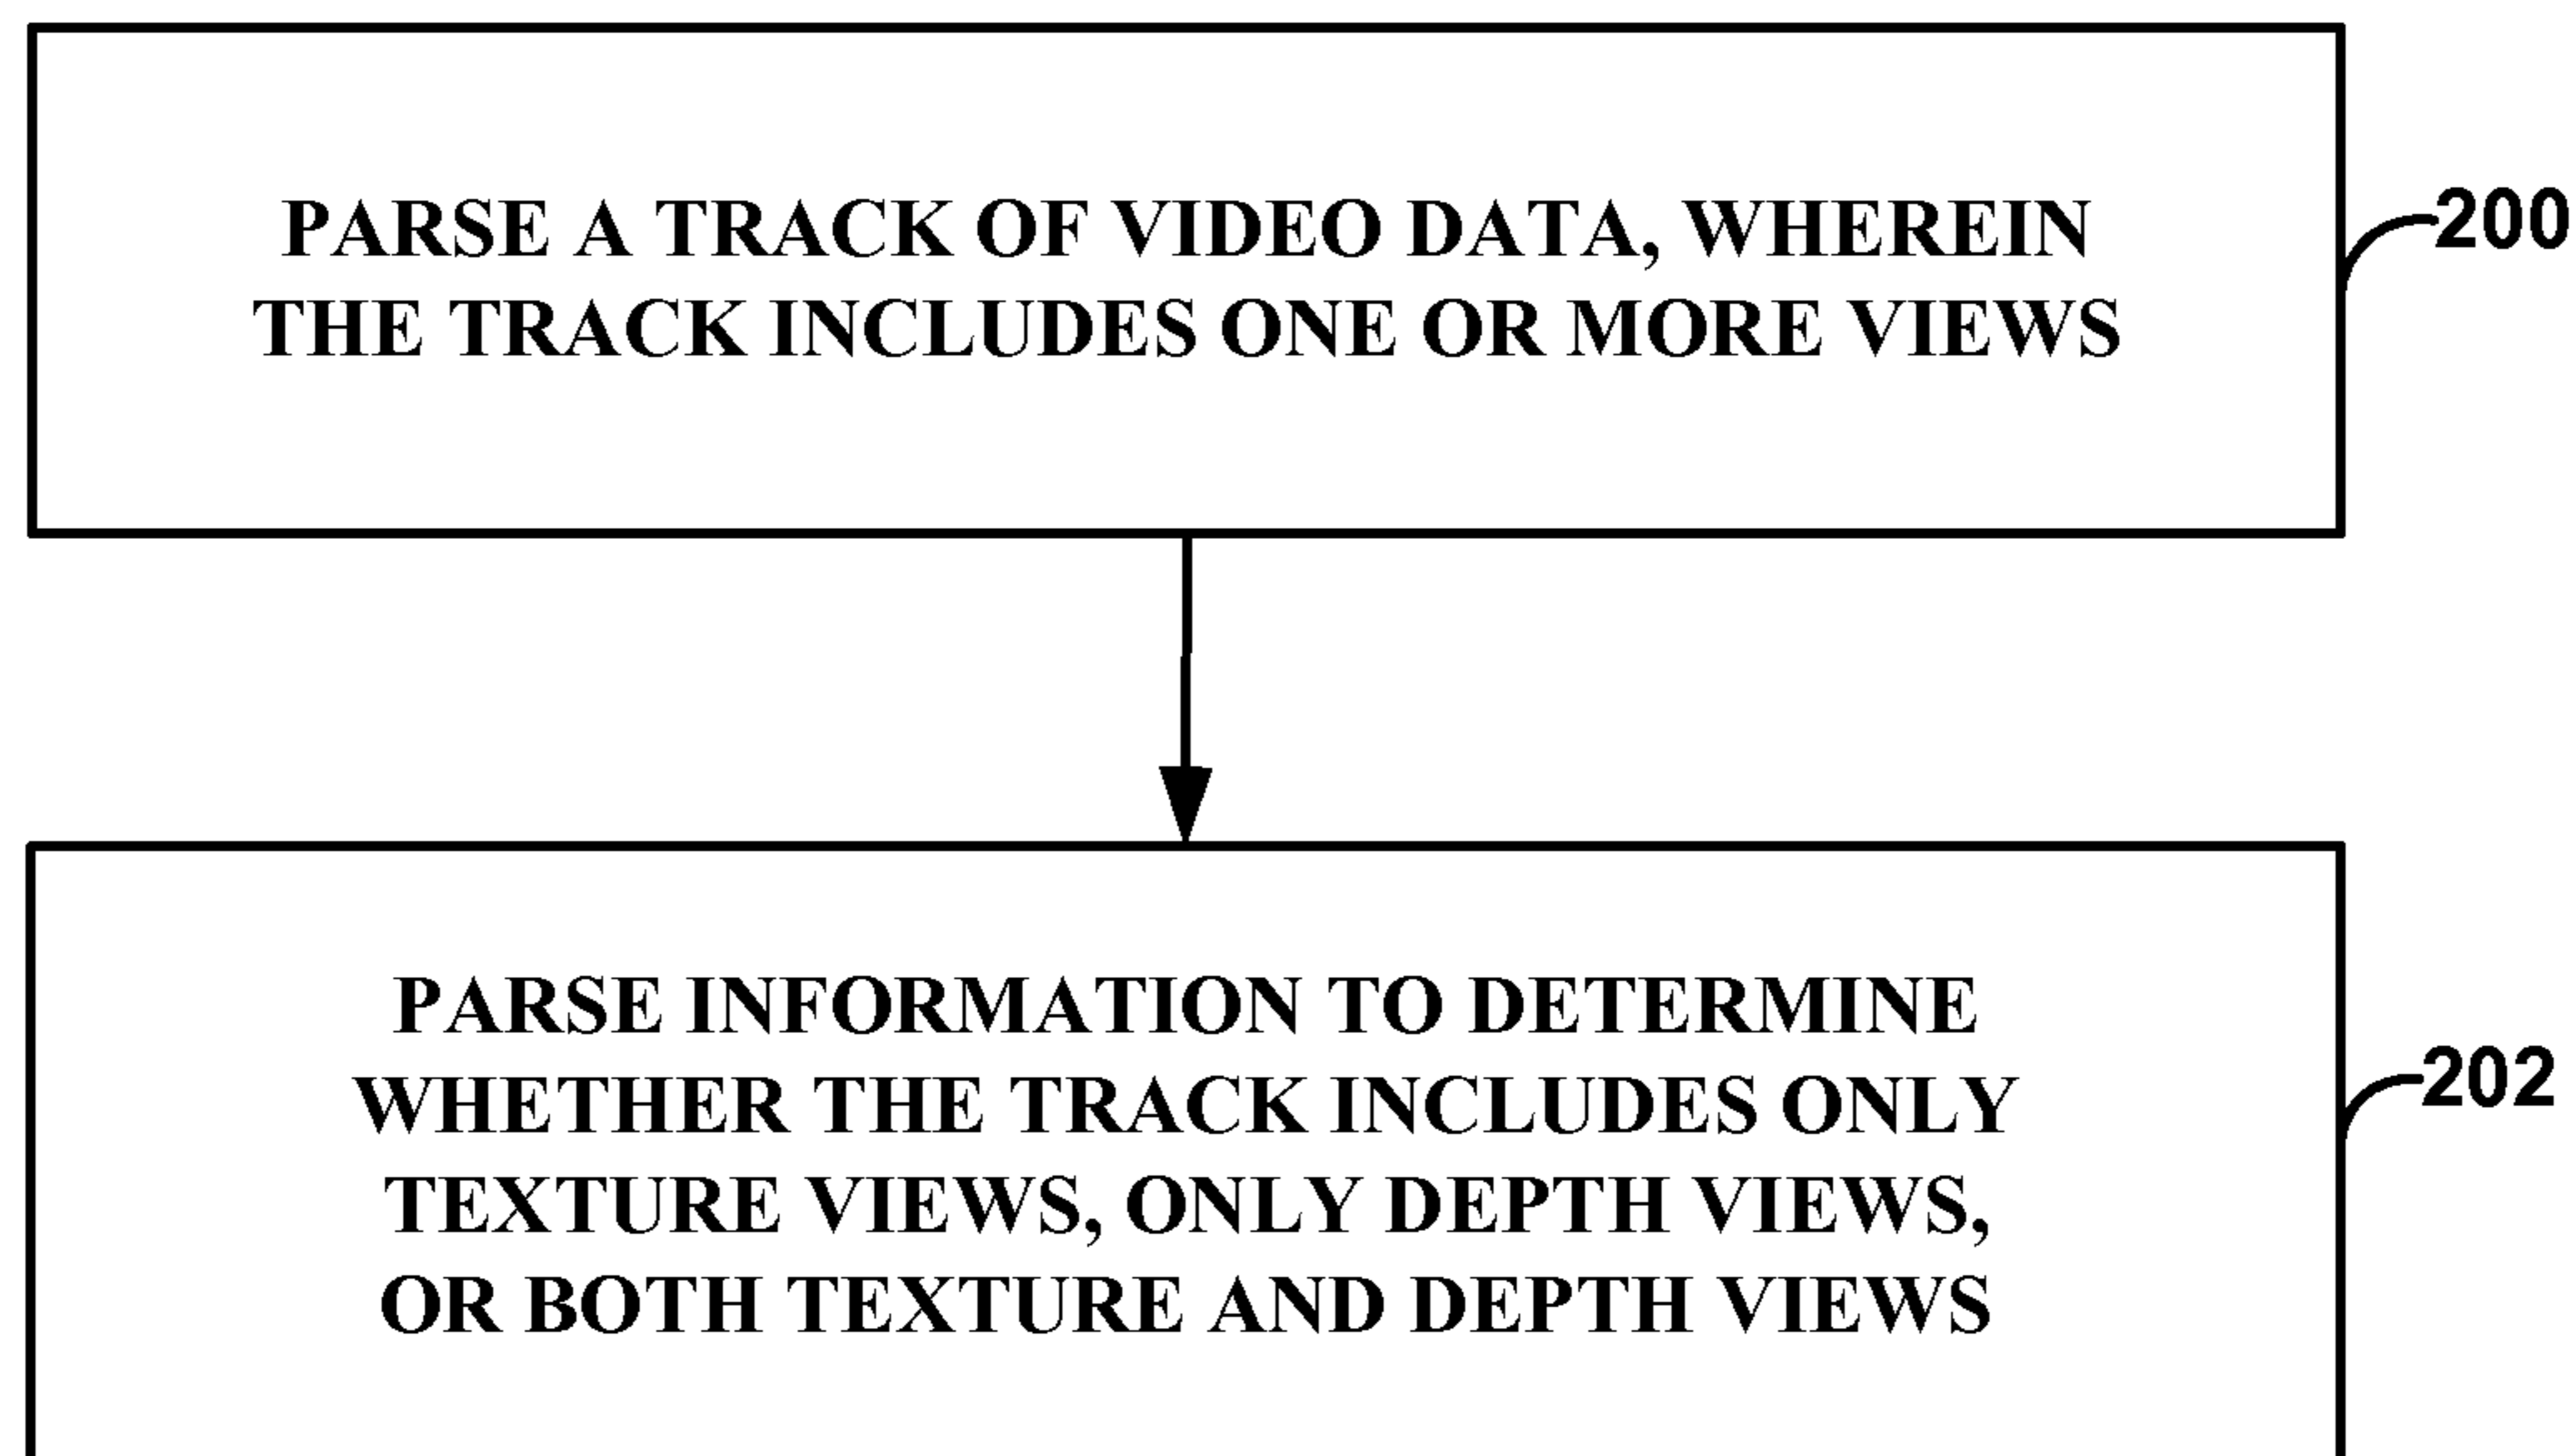 PARSE A TRACK OF VIDEO DATA, WHEREIN
THE TRACK INCLUDES ONE OR MORE VIEWS
200
PARSE INFORMATION TO DETERMINE
WHETHER THE TRACK INCLUDES ONLY
TEXTURE VIEWS, ONLY DEPTH VIEWS,
OR BOTH TEXTURE AND DEPTH VIEWS
202